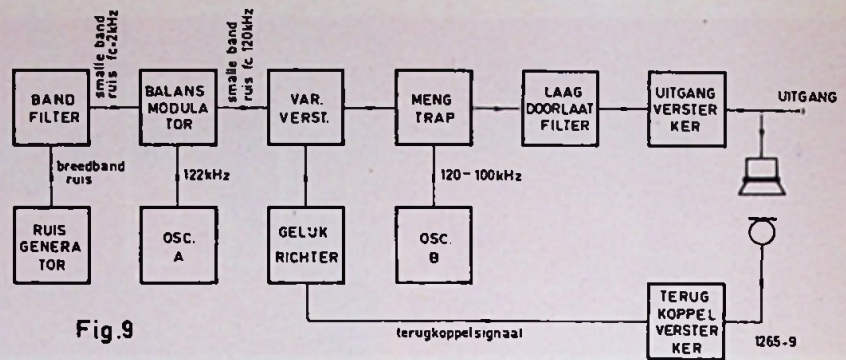 smalle band
ruis fc=2kHz
smalle band
ruis fc 120kHz
BAND
FILTER
BALANS
MODULA
TOR
VAR.
VERST.
MENG
TRAP
LAAG
DOORLAAT
FILTER
UITGANG
VERSTER
KER
UITGANG
breedband
ruis
122kHz
120-100kHz
RUIS
GENERA
TOR
OSC.
A
GELIJK
RICHTER
OSC.
B
TERUG
KOPPEL
VERSTER
KER
terugkoppelsignaal
1265-9
Fig.9